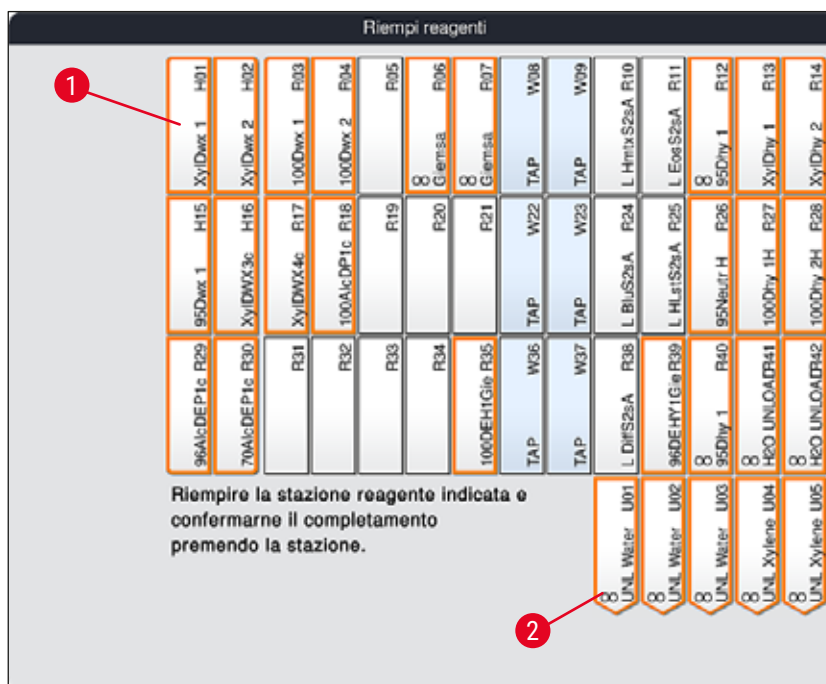 Riempi reagenti
1
XylDwx 1 H01
XylDwx 2 H02
100Dwx 1 R03
100Dwx 2 R04
R05
∞ Giemsa R06
∞ Giemsa R07
TAP W08
TAP W09
L HmtxS2sA R10
L EosS2sA R11
∞ 95Dhy 1 R12
XylDhy 1 R13
XylDhy 2 R14
95Dwx 1 H15
XylDWX3c H16
XylDWX4c R17
100AlcDP1c R18
R19
R20
R21
TAP W22
TAP W23
L BluS2sA R24
L HLstS2sA R25
95Neutr H R26
100Dhy 1H R27
100Dhy 2H R28
96AlcDEP1c R29
70AlcDEP1c R30
R31
R32
R33
R34
100DEH1Gie R35
TAP W36
TAP W37
L DiffS2sA R38
96DEHY1Gie R39
∞ 95Dhy 1 R40
∞ H2O UNLOAD R41
∞ H2O UNLOAD R42
Riempire la stazione reagente indicata e
confermarne il completamento
premendo la stazione.
∞ UNL Water U01
∞ UNL Water U02
∞ UNL Water U03
∞ UNL Xylene U04
∞ UNL Xylene U05
2